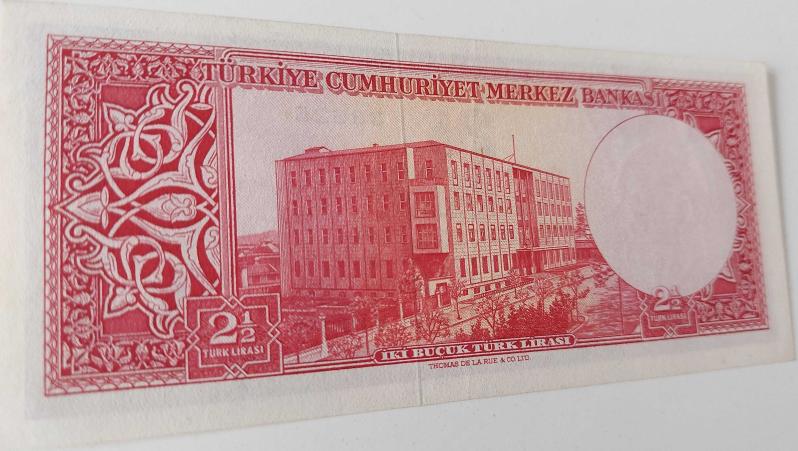 TÜRKİYE CUMHURİYET MERKEZ BANKASI
2½ 2½
TÜRK LİRASI TÜRK LİRASI
İKİ BUÇUK TÜRK LİRASI
THOMAS DE LA RUE & CO. LTD.